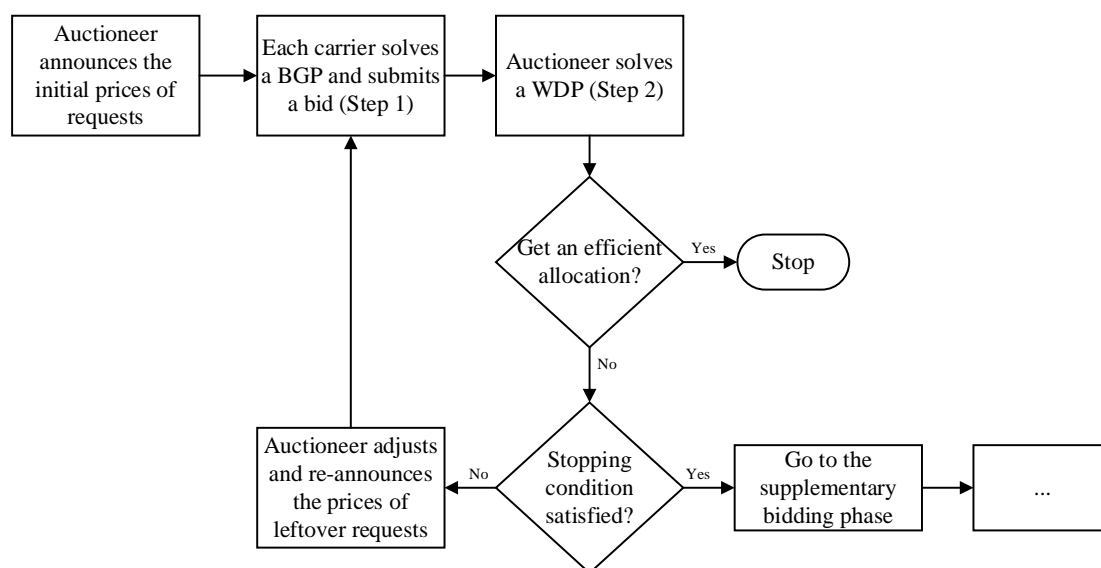 Auctioneer
announces the
initial prices of
requests
Each carrier solves
a BGP and submits
a bid (Step 1)
Auctioneer solves
a WDP (Step 2)
Get an efficient
allocation?
Yes
Stop
No
Stopping
condition
satisfied?
No
Auctioneer adjusts
and re-announces
the prices of
leftover requests
Yes
Go to the
supplementary
bidding phase
...